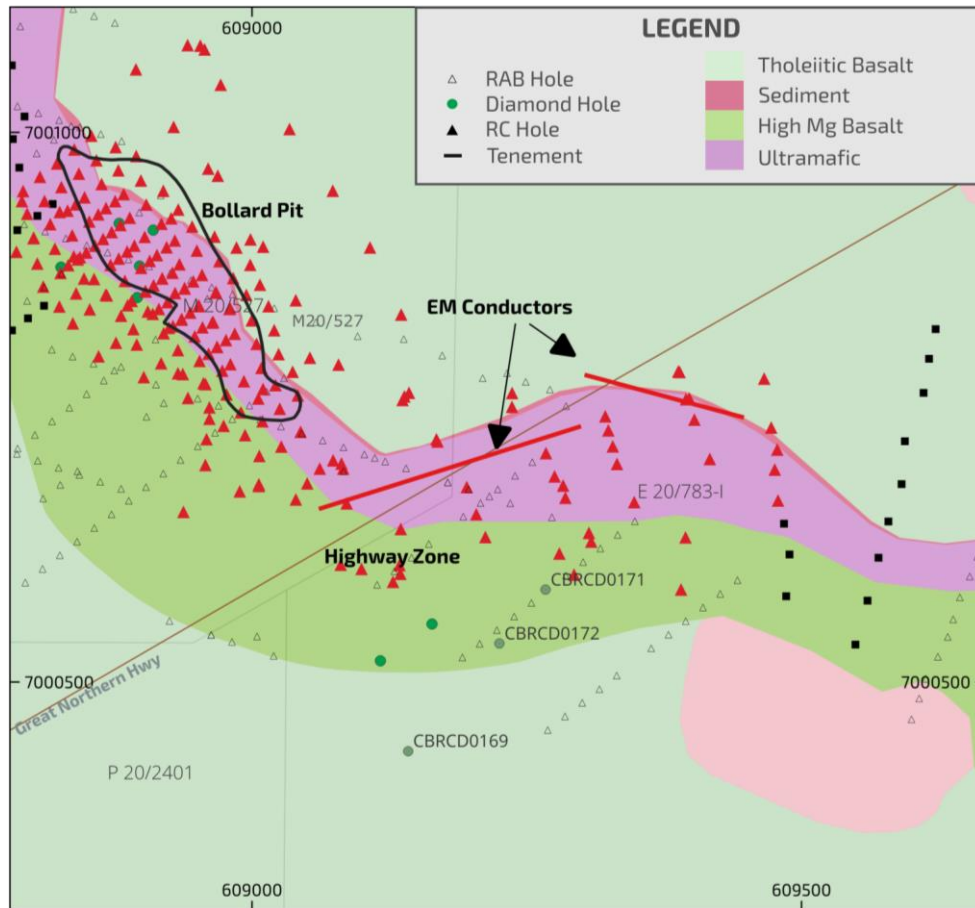 609000
LEGEND
RAB Hole
Diamond Hole
RC Hole
Tenement
Tholeiitic Basalt
Sediment
High Mg Basalt
Ultramafic
7001000
Bollard Pit
M 20/527
M20/527
EM Conductors
E 20/783-I
Highway Zone
CBRCD0171
CBRCD0172
7000500
7000500
Great Northern Hwy
CBRCD0169
P 20/2401
609000
609500